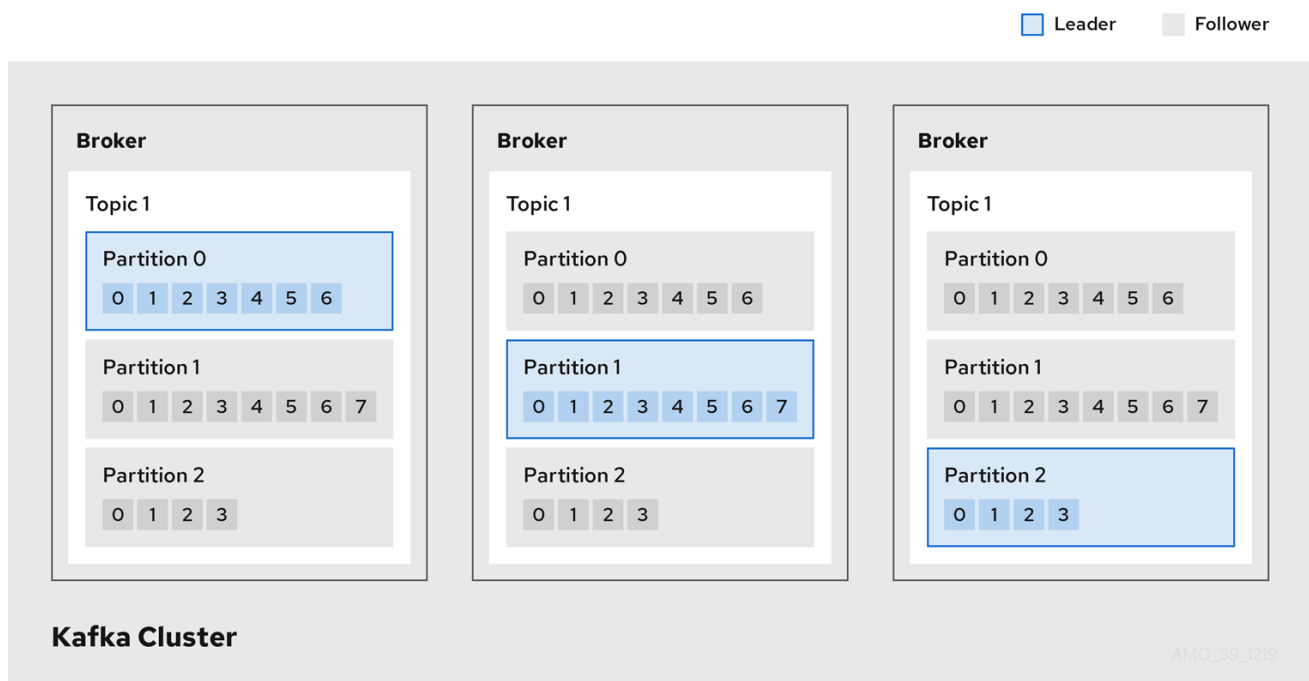 Leader
Follower
Broker
Topic 1
Partition 0
0 1 2 3 4 5 6
Partition 1
0 1 2 3 4 5 6 7
Partition 2
0 1 2 3
Broker
Topic 1
Partition 0
0 1 2 3 4 5 6
Partition 1
0 1 2 3 4 5 6 7
Partition 2
0 1 2 3
Broker
Topic 1
Partition 0
0 1 2 3 4 5 6
Partition 1
0 1 2 3 4 5 6 7
Partition 2
0 1 2 3
Kafka Cluster
AMQ_39_1219